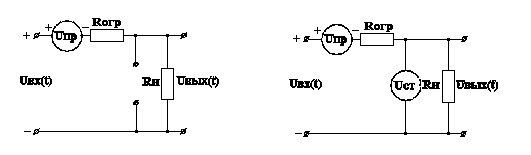 Rогр
+ + Uпр −
Uвх(t) Rн Uвых(t)
−
Rогр
+ + Uпр −
Uвх(t) Uст Rн Uвых(t)
−